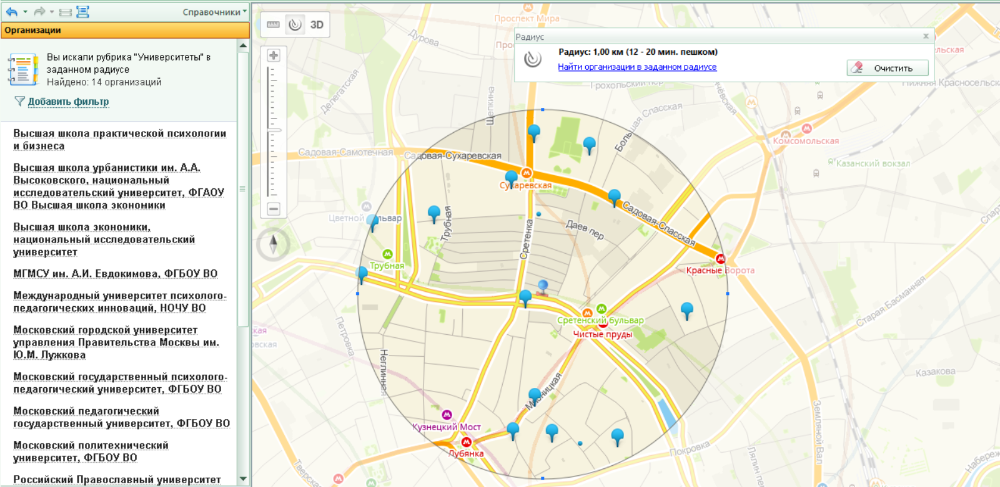 Справочники
Организации
Вы искали рубрика "Университеты" в
заданном радиусе
Найдено: 14 организаций
Добавить фильтр
Высшая школа практической психологии
и бизнеса
Высшая школа урбанистики им. А.А.
Высоковского, национальный
исследовательский университет, ФГАОУ
ВО Высшая школа экономики
Высшая школа экономики,
национальный исследовательский
университет
МГМСУ им. А.И. Евдокимова, ФГБОУ ВО
Международный университет психолого-
педагогических инноваций, НОЧУ ВО
Московский городской университет
управления Правительства Москвы им.
Ю.М. Лужкова
Московский государственный психолого-
педагогический университет, ФГБОУ ВО
Московский педагогический
государственный университет, ФГБОУ ВО
Московский политехнический
университет, ФГБОУ ВО
Российский Православный университет
3D
Радиус
x
Радиус: 1,00 км (12 - 20 мин. пешком)
Найти организации в заданном радиусе
Очистить
Проспект Мира
Дурова
Делегатская
Щепкина
Грохольский пер
Нижняя Красносельск
Большая Спасская
Комсомольская
Казанский вокзал
Садовая-Самотечная
Садовая-Сухаревская
Сухаревская
Садовая-Спасская
Цветной бульвар
Трубная
Трубная
Сретенка
Даев пер
Красные Ворота
Сретенский бульвар
Чистые пруды
Старая Басманная
Петровка
Неглинная
Мясницкая
Кузнецкий Мост
Лубянка
Покровка
Казакова
Земляной Вал
Лялин пер
Тверская